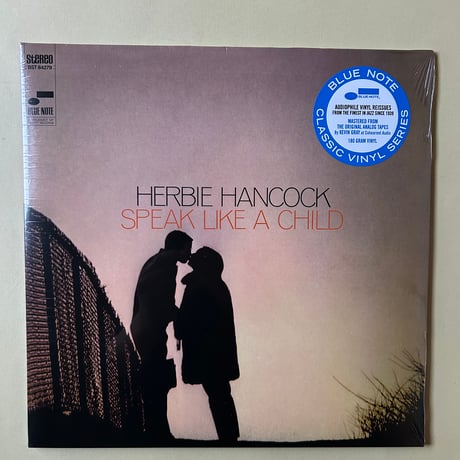 STEREO
BST 84279
BLUE NOTE
HERBIE HANCOCK
SPEAK LIKE A CHILD
BLUE NOTE
BLUE NOTE
AUDIOPHILE VINYL REISSUES
FROM THE FINEST IN JAZZ SINCE 1939
MASTERED FROM
THE ORIGINAL ANALOG TAPES
By KEVIN GRAY at Cohearent Audio
180 GRAM VINYL
CLASSIC VINYL SERIES